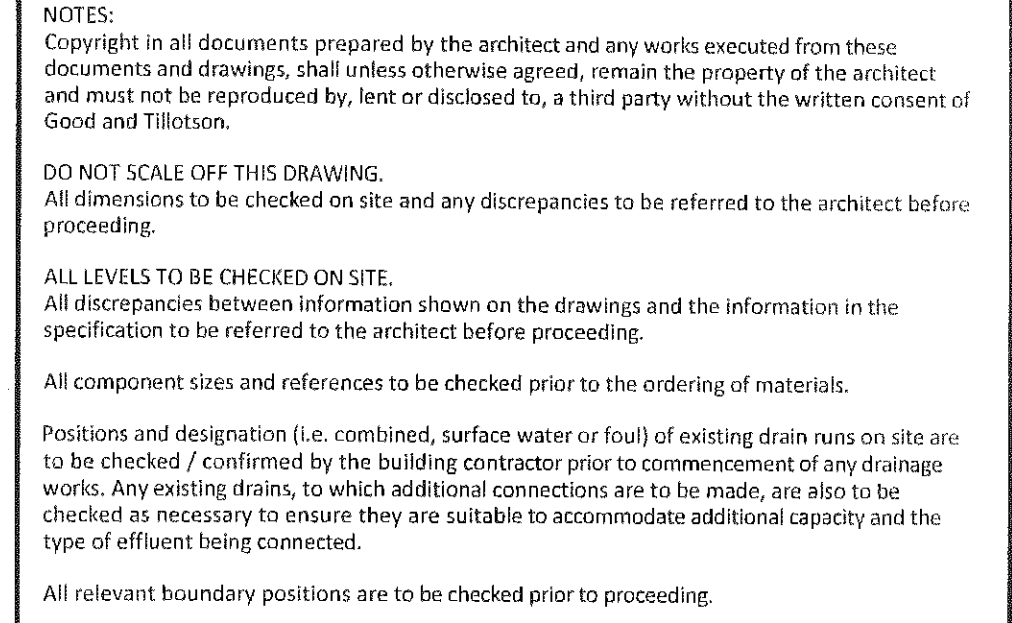 NOTES:
Copyright in all documents prepared by the architect and any works executed from these
documents and drawings, shall unless otherwise agreed, remain the property of the architect
and must not be reproduced by, lent or disclosed to, a third party without the written consent of
Good and Tillotson.
DO NOT SCALE OFF THIS DRAWING.
All dimensions to be checked on site and any discrepancies to be referred to the architect before
proceeding.
ALL LEVELS TO BE CHECKED ON SITE.
All discrepancies between information shown on the drawings and the information in the
specification to be referred to the architect before proceeding.
All component sizes and references to be checked prior to the ordering of materials.
Positions and designation (i.e. combined, surface water or foul) of existing drain runs on site are
to be checked / confirmed by the building contractor prior to commencement of any drainage
works. Any existing drains, to which additional connections are to be made, are also to be
checked as necessary to ensure they are suitable to accommodate additional capacity and the
type of effluent being connected.
All relevant boundary positions are to be checked prior to proceeding.